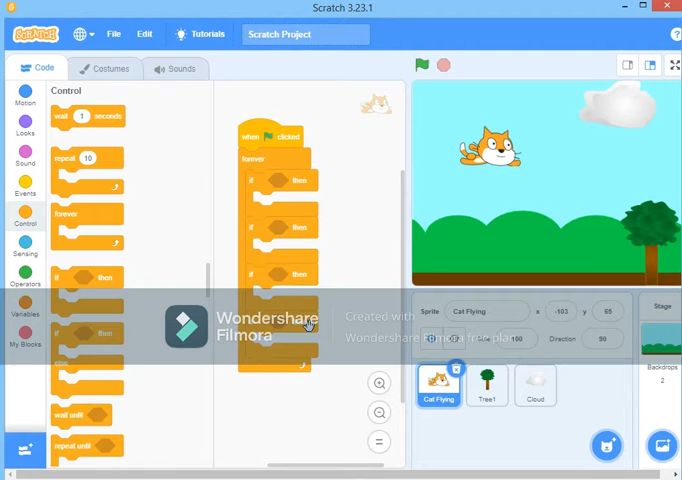 Scratch 3.23.1
SCRATCH File Edit Tutorials Scratch Project
Code Costumes Sounds
Motion
Looks
Sound
Events
Control
Sensing
Operators
Variables
My Blocks
Control
wait 1 seconds
repeat 10
forever
if then
if then
else
wait until
repeat until
when clicked
forever
if then
if then
if then
Wondershare
Filmora
Created with
Wondershare Filmora free plan
Sprite Cat Flying x -103 y 65
Size 100 Direction 90
Cat Flying
Tree1
Cloud
Stage
Backdrops
2